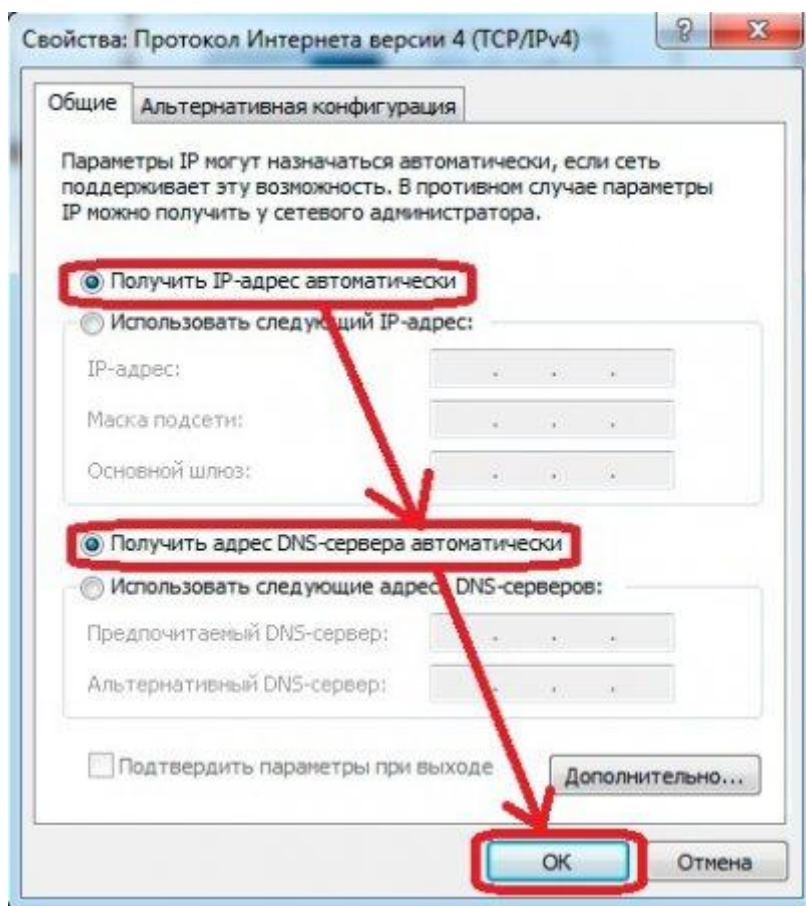 Свойства: Протокол Интернета версии 4 (TCP/IPv4)
Общие
Альтернативная конфигурация
Параметры IP могут назначаться автоматически, если сеть
поддерживает эту возможность. В противном случае параметры
IP можно получить у сетевого администратора.
Получить IP-адрес автоматически
Использовать следующий IP-адрес:
IP-адрес:
Маска подсети:
Основной шлюз:
Получить адрес DNS-сервера автоматически
Использовать следующие адреса DNS-серверов:
Предпочитаемый DNS-сервер:
Альтернативный DNS-сервер:
Подтвердить параметры при выходе
Дополнительно...
ОК
Отмена